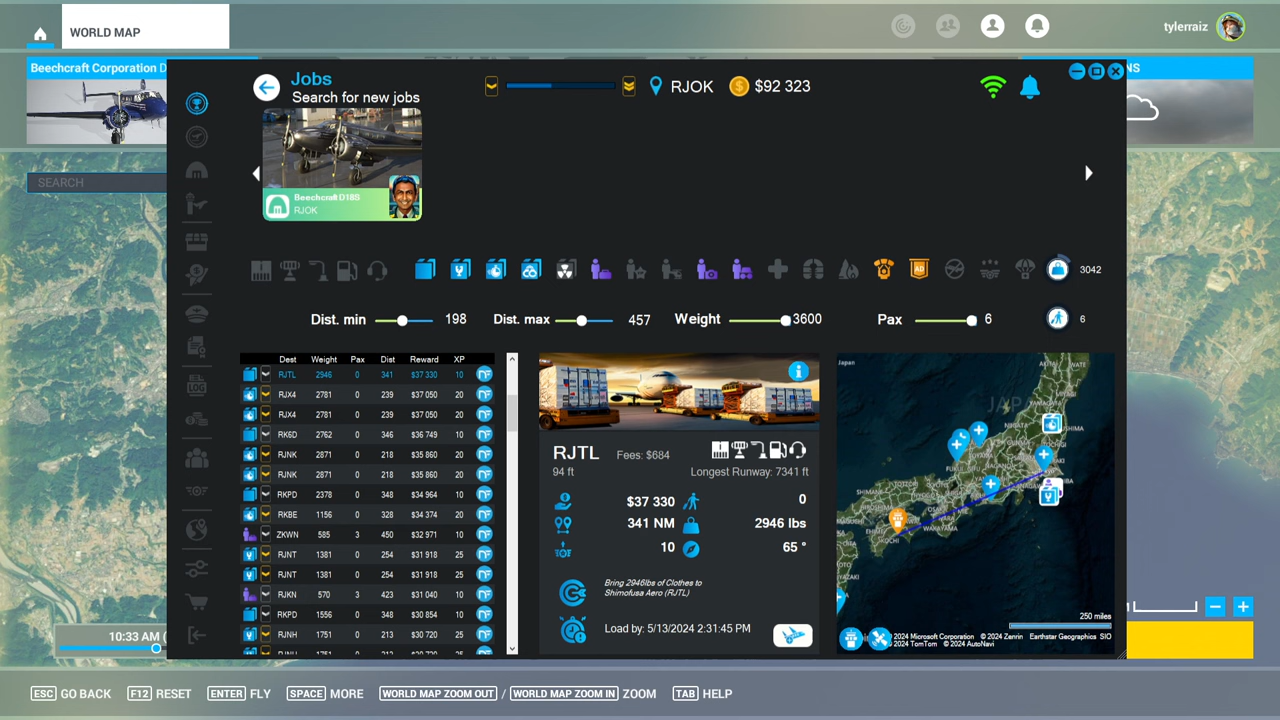 WORLD MAP
tylerraiz
Beechcraft Corporation D
NS
Jobs
Search for new jobs
RJOK
$92 323
SEARCH
Beechcraft D18S
RJOK
AD
3042
Dist. min 198 Dist. max 457 Weight 3600 Pax 6
6
Dest Weight Pax Dist Reward XP
RJTL 2946 0 341 $37 330 10
RJX4 2781 0 239 $37 050 20
RJX4 2781 0 239 $37 050 20
RK6D 2762 0 346 $36 749 10
RJNK 2871 0 218 $35 860 20
RJNK 2871 0 218 $35 860 20
RKPD 2378 0 348 $34 964 10
RKBE 1156 0 328 $34 374 20
ZKWN 585 3 450 $32 971 10
RJNT 1381 0 254 $31 918 25
RJNT 1381 0 254 $31 918 25
RJKN 570 3 423 $31 040 10
RKPD 1556 0 348 $30 854 10
RJNH 1751 0 213 $30 720 25
RJTL Fees: $684
94 ft Longest Runway: 7341 ft
$37 330 0
341 NM 2946 lbs
10 65 °
Bring 2946lbs of Clothes to
Shimofusa Aero (RJTL)
Load by: 5/13/2024 2:31:45 PM
Japan
250 miles
© 2024 Microsoft Corporation © 2024 Zenrin Earthstar Geographics SIO
© 2024 TomTom © 2024 AutoNavi
10:33 AM (
LOG
ESC GO BACK F12 RESET ENTER FLY SPACE MORE WORLD MAP ZOOM OUT / WORLD MAP ZOOM IN ZOOM TAB HELP